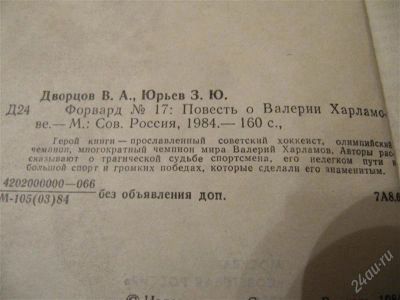 Дворцов В. А., Юрьев З. Ю.
Д24 Форвард № 17: Повесть о Валерии Харламо-
ве.— М.: Сов. Россия, 1984.— 160 с.,
Герой книги — прославленный советский хоккеист, олимпийский
чемпион, многократный чемпион мира Валерий Харламов. Авторы рас-
сказывают о трагической судьбе спортсмена, его нелегком пути в
большой спорт и громких победах, которые сделали его знаменитым.
4202000000—066
М-105(03)84 без объявления доп. 7А8.0
24au.ru